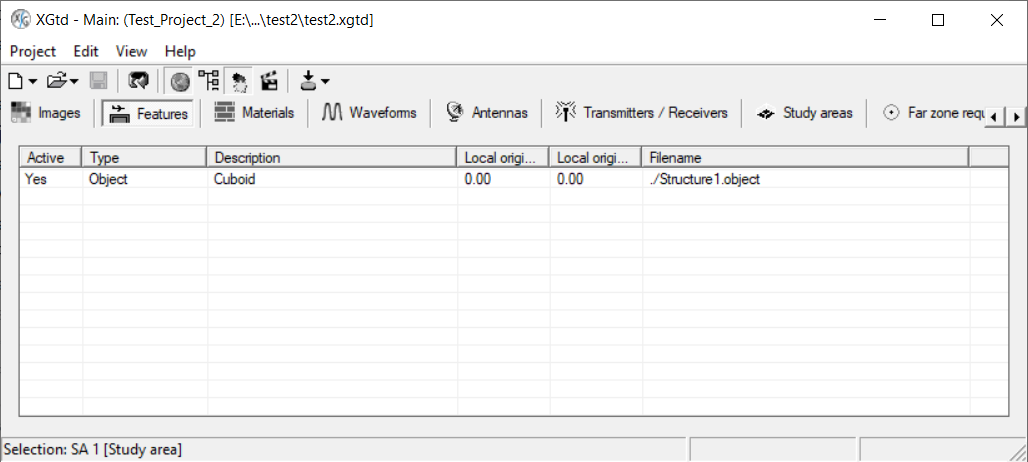 XGtd - Main: (Test_Project_2) [E:\...\test2\test2.xgtd]
Project Edit View Help
Images Features Materials Waveforms Antennas Transmitters / Receivers Study areas Far zone requ
Active Type Description Local origi... Local origi... Filename
Yes Object Cuboid 0.00 0.00 ./Structure1.object
Selection: SA 1 [Study area]